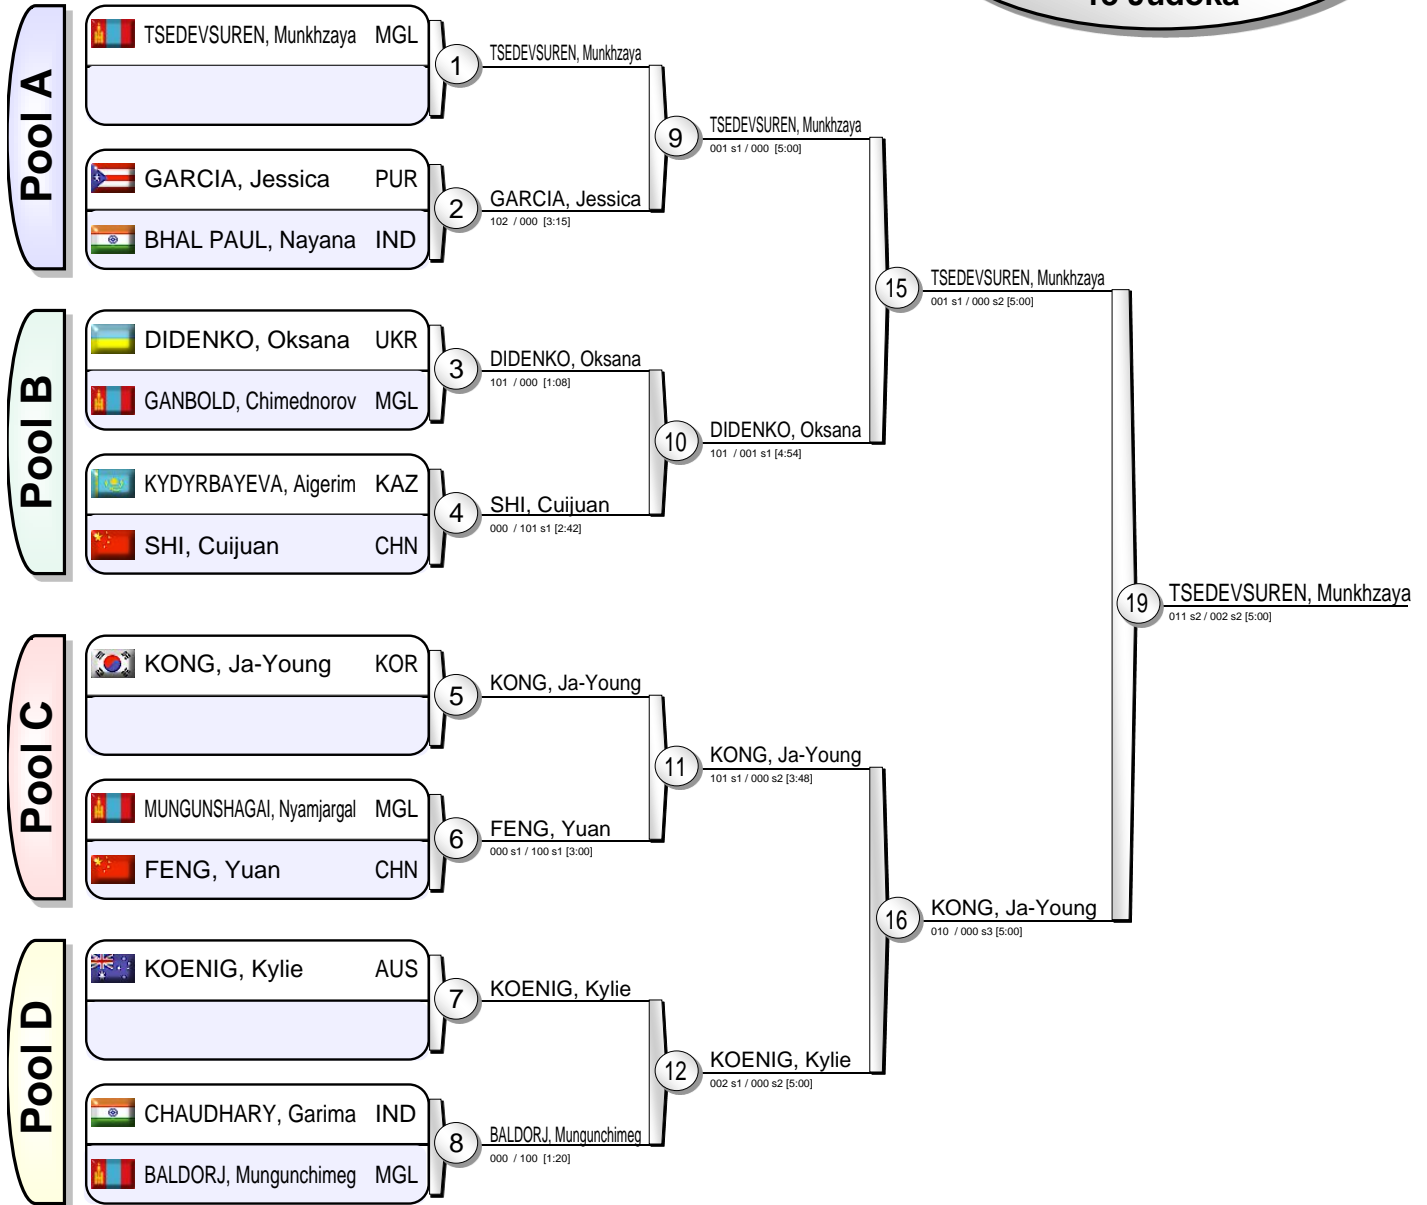 Judoka
Pool A
TSEDEVSUREN, Munkhzaya MGL
GARCIA, Jessica PUR
BHAL PAUL, Nayana IND
1
TSEDEVSUREN, Munkhzaya
2
GARCIA, Jessica
102 / 000 [3:15]
9
TSEDEVSUREN, Munkhzaya
001 s1 / 000 [5:00]
Pool B
DIDENKO, Oksana UKR
GANBOLD, Chimednorov MGL
KYDYRBAYEVA, Aigerim KAZ
SHI, Cuijuan CHN
3
DIDENKO, Oksana
101 / 000 [1:08]
4
SHI, Cuijuan
000 / 101 s1 [2:42]
10
DIDENKO, Oksana
101 / 001 s1 [4:54]
15
TSEDEVSUREN, Munkhzaya
001 s1 / 000 s2 [5:00]
Pool C
KONG, Ja-Young KOR
MUNGUNSHAGAI, Nyamjargal MGL
FENG, Yuan CHN
5
KONG, Ja-Young
6
FENG, Yuan
000 s1 / 100 s1 [3:00]
11
KONG, Ja-Young
101 s1 / 000 s2 [3:48]
Pool D
KOENIG, Kylie AUS
CHAUDHARY, Garima IND
BALDORJ, Mungunchimeg MGL
7
KOENIG, Kylie
8
BALDORJ, Mungunchimeg
000 / 100 [1:20]
12
KOENIG, Kylie
002 s1 / 000 s2 [5:00]
16
KONG, Ja-Young
010 / 000 s3 [5:00]
19
TSEDEVSUREN, Munkhzaya
011 s2 / 002 s2 [5:00]